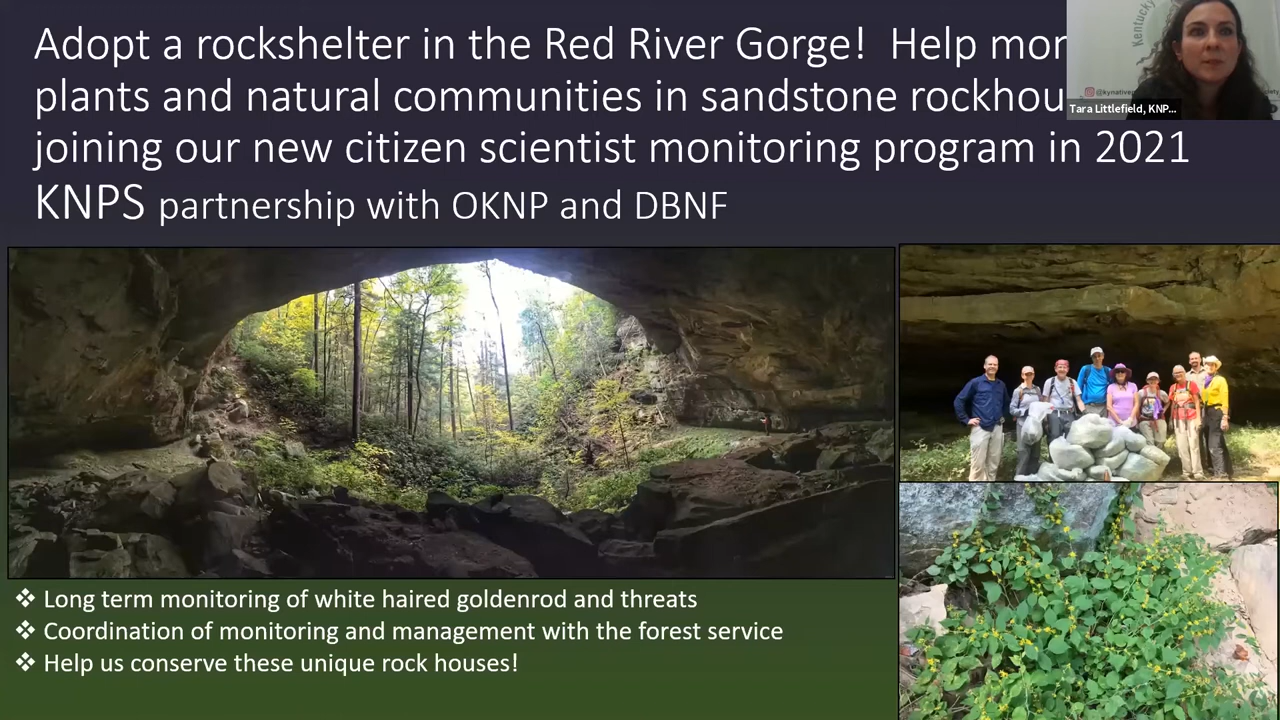 Adopt a rockshelter in the Red River Gorge! Help
plants and natural communities in sandstone
joining our new citizen scientist monitoring program in 2021
KNPS partnership with OKNP and DBNF
Kentucky
Tara Littlefield, KNP...
❖ Long term monitoring of white haired goldenrod and threats
❖ Coordination of monitoring and management with the forest service
❖ Help us conserve these unique rock houses!